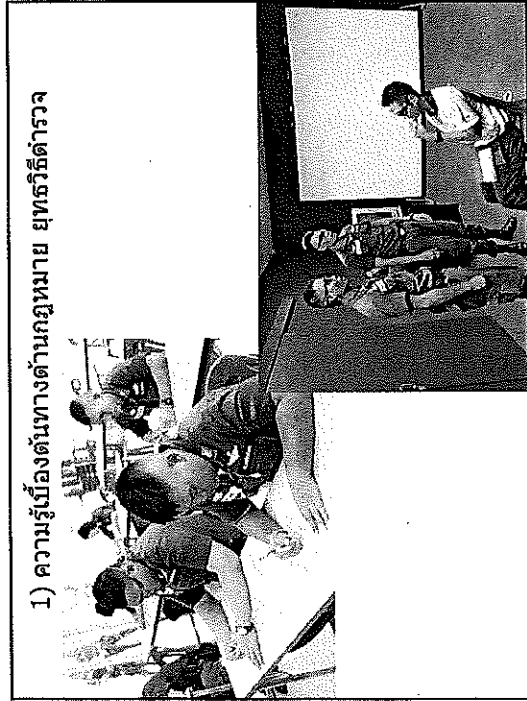 1) ความรู้เบื้องต้นทางด้านกฎหมาย ยุทธวิธีตำรวจ